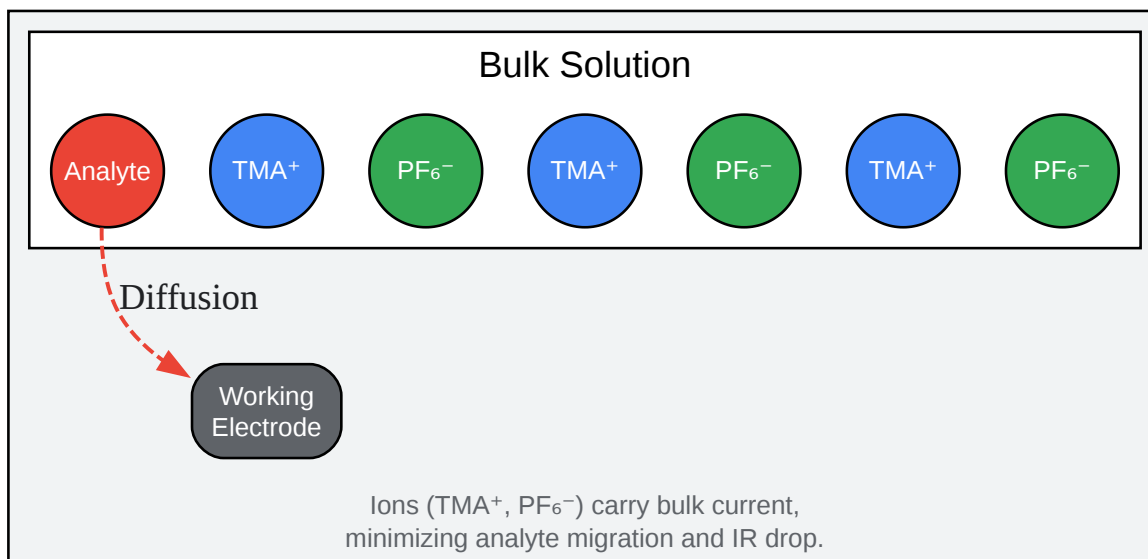 Bulk Solution
Analyte
TMA⁺
PF₆⁻
TMA⁺
PF₆⁻
TMA⁺
PF₆⁻
Diffusion
Working
Electrode
Ions (TMA⁺, PF₆⁻) carry bulk current,
minimizing analyte migration and IR drop.